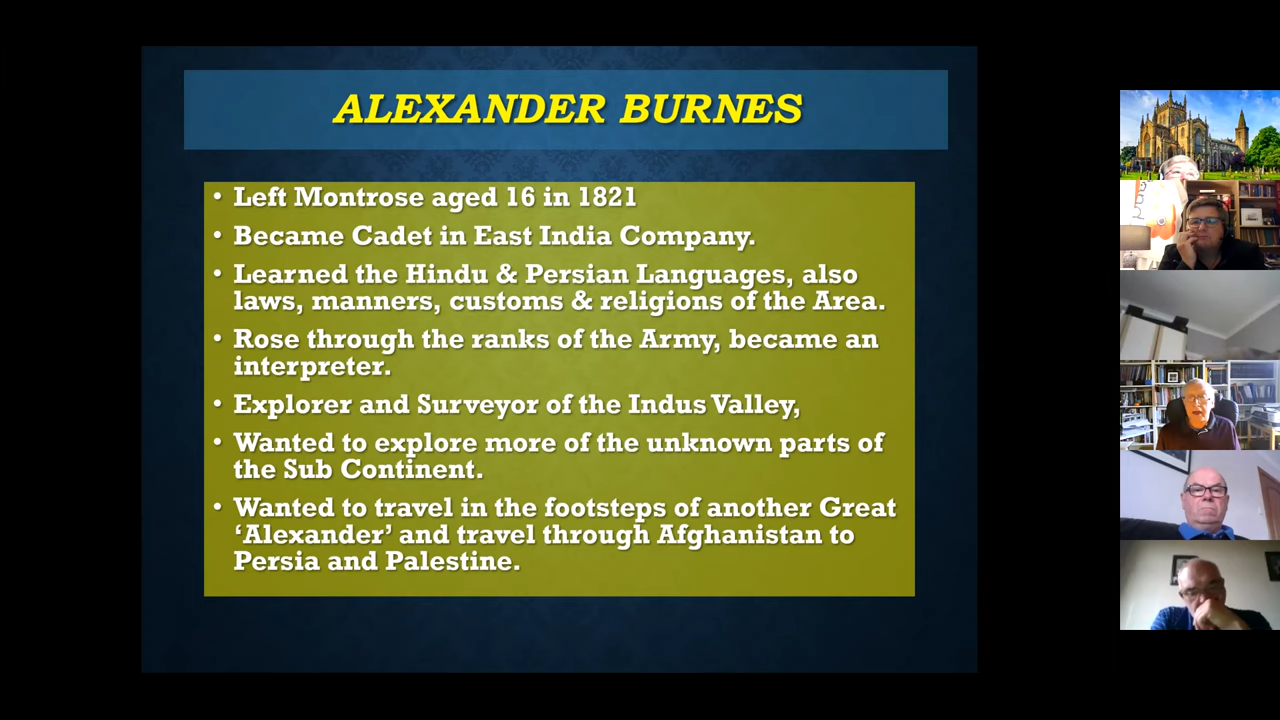 ALEXANDER BURNES
• Left Montrose aged 16 in 1821
• Became Cadet in East India Company.
• Learned the Hindu & Persian Languages, also
laws, manners, customs & religions of the Area.
• Rose through the ranks of the Army, became an
interpreter.
• Explorer and Surveyor of the Indus Valley,
• Wanted to explore more of the unknown parts of
the Sub Continent.
• Wanted to travel in the footsteps of another Great
‘Alexander’ and travel through Afghanistan to
Persia and Palestine.